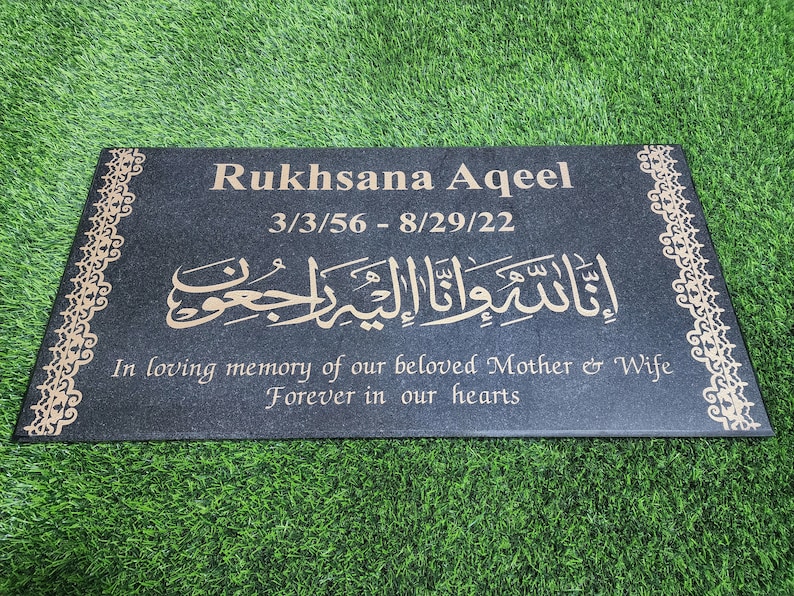 Rukhsana Aqeel
3/3/56 - 8/29/22
إنا لله وإنا إليه راجعون
In loving memory of our beloved Mother & Wife
Forever in our hearts